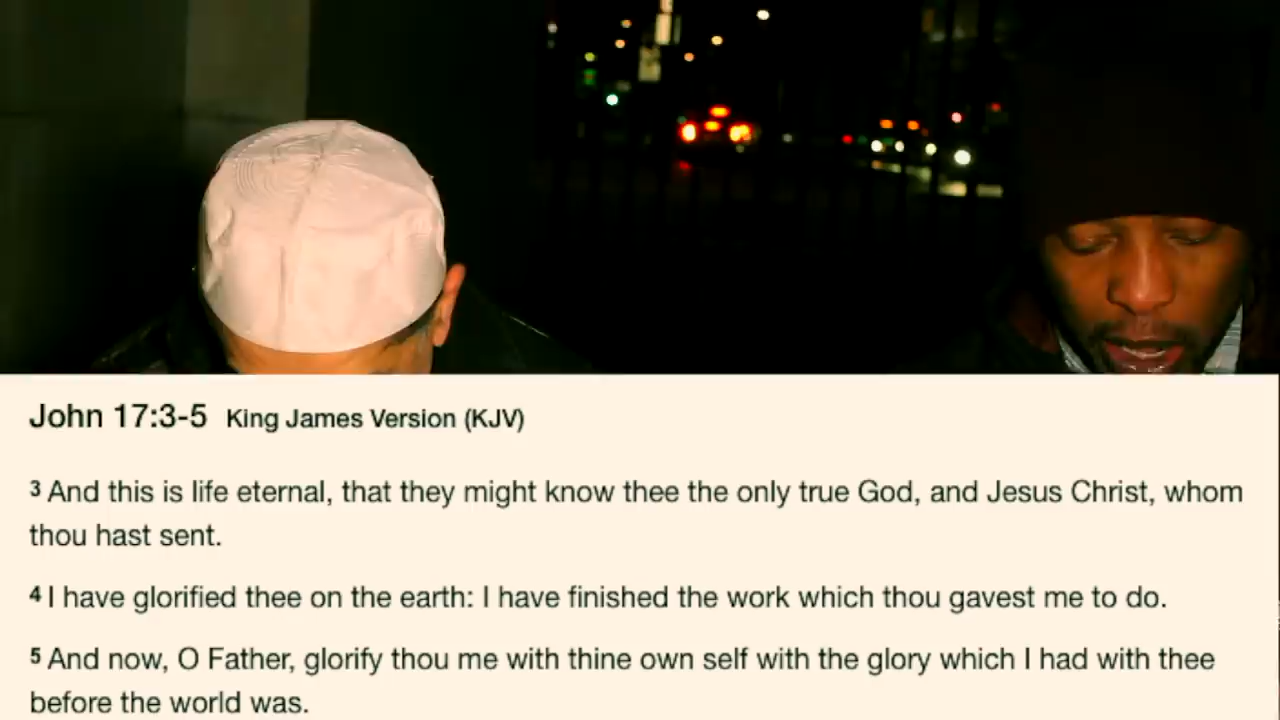 John 17:3-5 King James Version (KJV)
3 And this is life eternal, that they might know thee the only true God, and Jesus Christ, whom
thou hast sent.
4 I have glorified thee on the earth: I have finished the work which thou gavest me to do.
5 And now, O Father, glorify thou me with thine own self with the glory which I had with thee
before the world was.